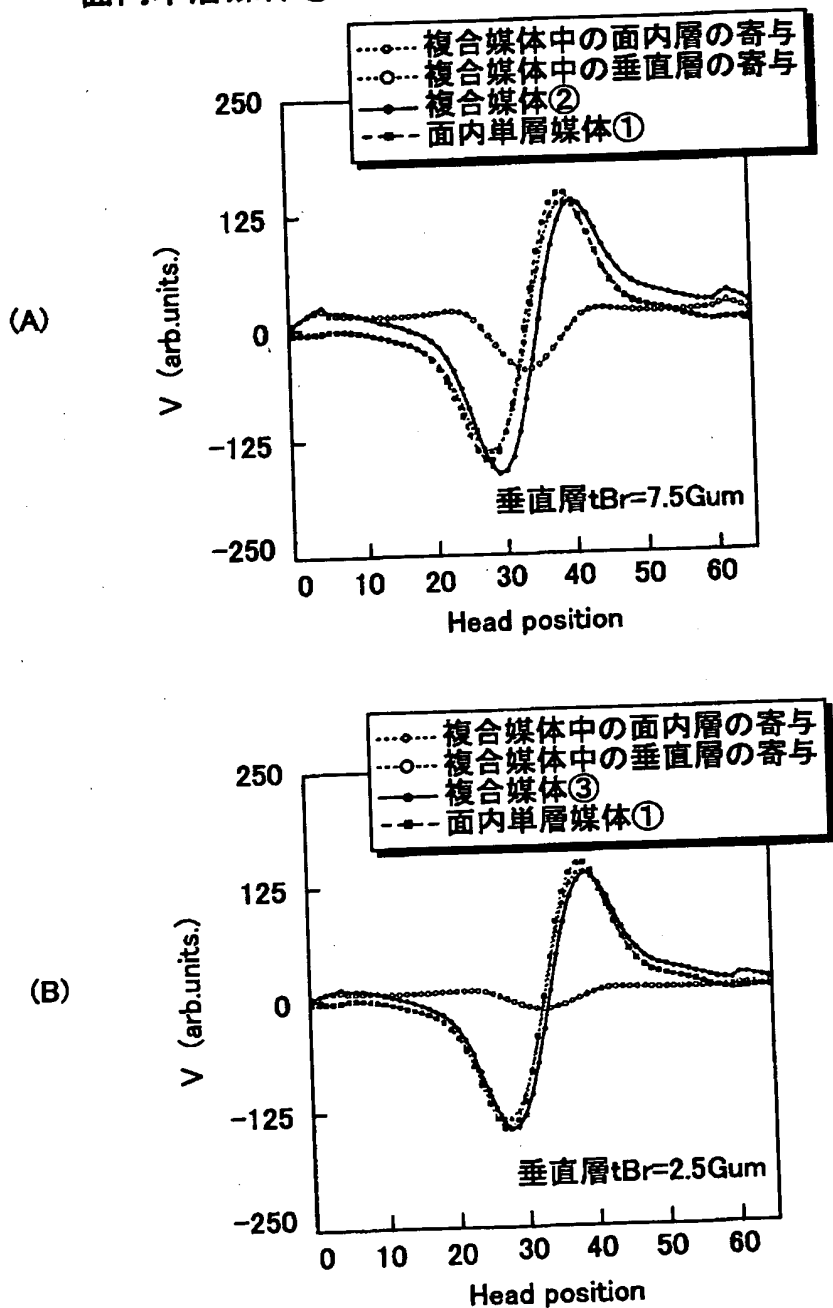 複合媒体中の面内層の寄与
複合媒体中の垂直層の寄与
複合媒体②
面内単層媒体①
250
125
0
-125
-250
V (arb.units.)
(A)
垂直層tBr=7.5Gum
0 10 20 30 40 50 60
Head position
複合媒体中の面内層の寄与
複合媒体中の垂直層の寄与
複合媒体③
面内単層媒体①
250
125
0
-125
-250
V (arb.units.)
(B)
垂直層tBr=2.5Gum
0 10 20 30 40 50 60
Head position